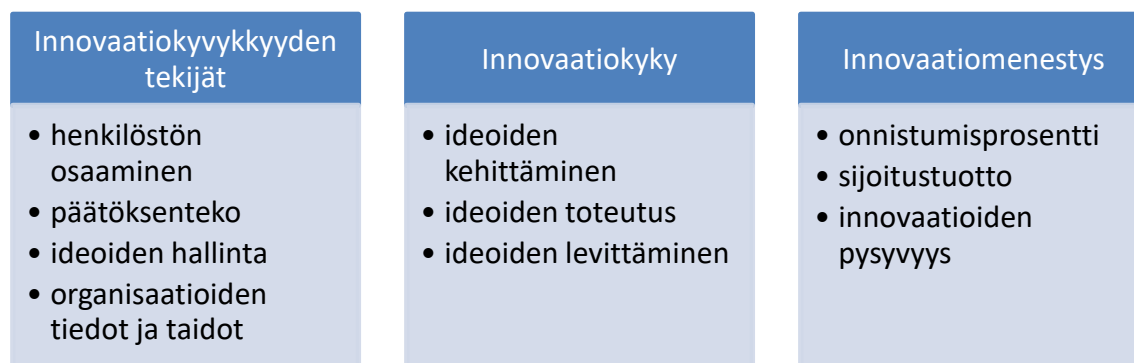 Innovaatiokyvykkyyden
tekijät
• henkilöstön
osaaminen
• päätöksenteko
• ideoiden hallinta
• organisaatioiden
tiedot ja taidot
Innovaatiokyky
• ideoiden
kehittäminen
• ideoiden toteutus
• ideoiden levittäminen
Innovaatiomenestys
• onnistumisprosentti
• sijoitustuotto
• innovaatioiden
pysyvyys